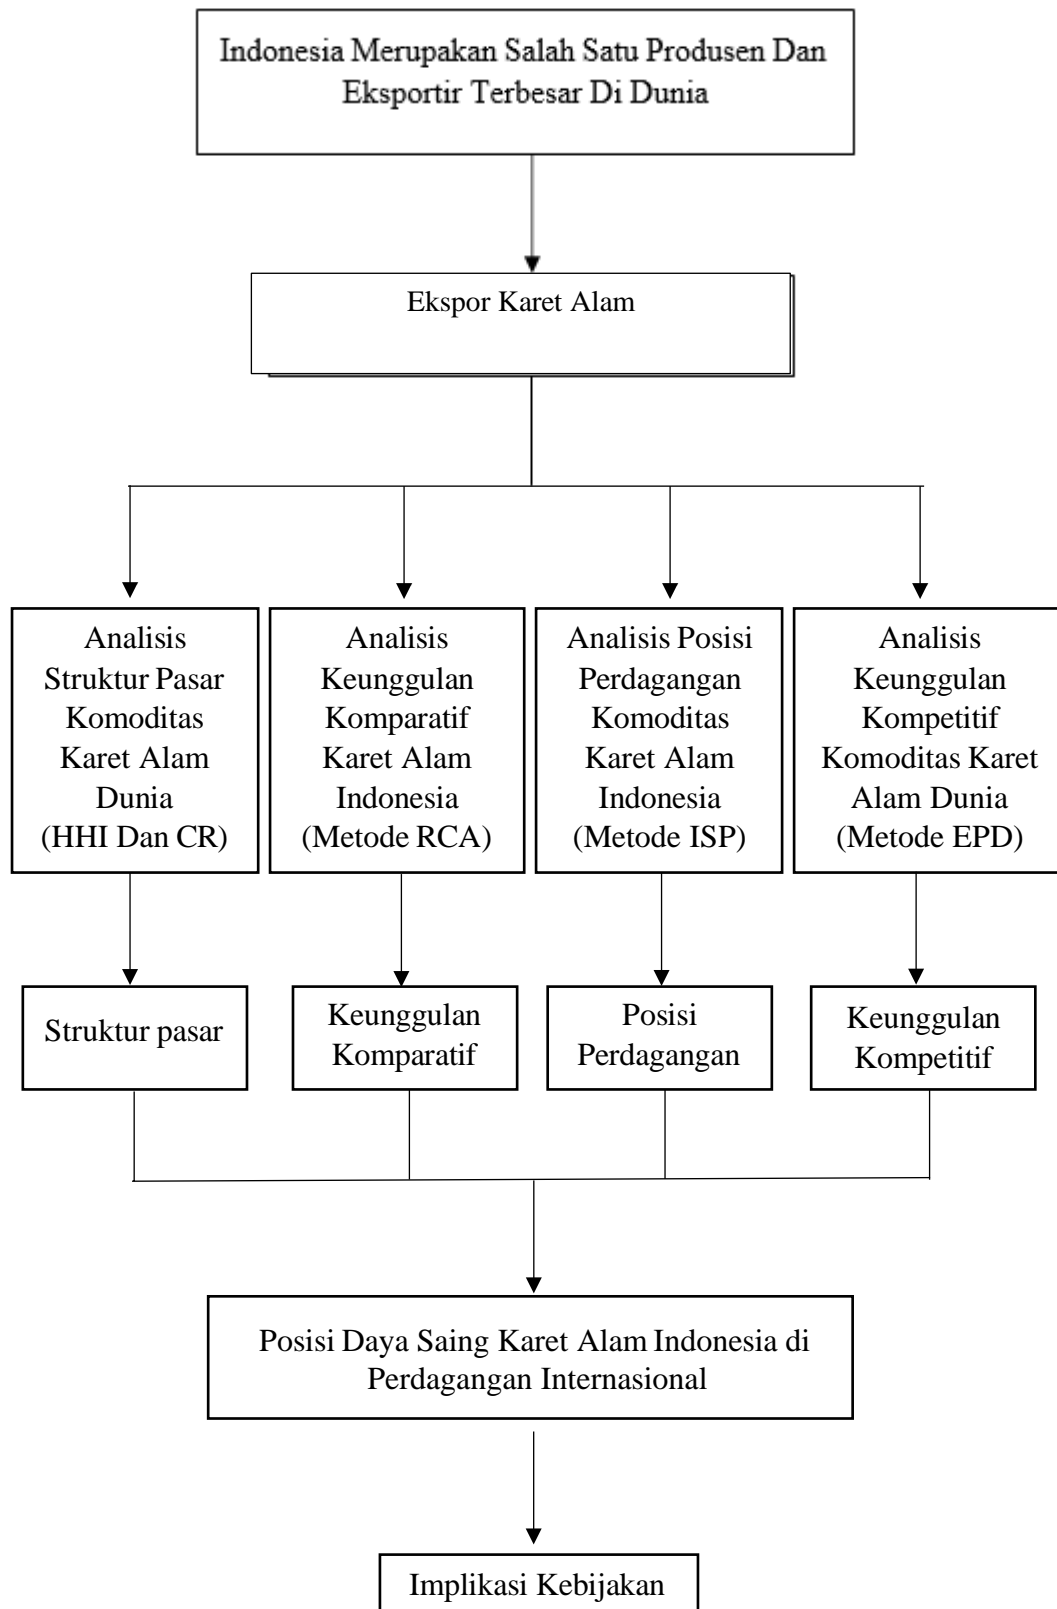 Indonesia Merupakan Salah Satu Produsen Dan
Eksportir Terbesar Di Dunia
Ekspor Karet Alam
Analisis
Struktur Pasar
Komoditas
Karet Alam
Dunia
(HHI Dan CR)
Analisis
Keunggulan
Komparatif
Karet Alam
Indonesia
(Metode RCA)
Analisis Posisi
Perdagangan
Komoditas
Karet Alam
Indonesia
(Metode ISP)
Analisis
Keunggulan
Kompetitif
Komoditas Karet
Alam Dunia
(Metode EPD)
Struktur pasar
Keunggulan
Komparatif
Posisi
Perdagangan
Keunggulan
Kompetitif
Posisi Daya Saing Karet Alam Indonesia di
Perdagangan Internasional
Implikasi Kebijakan